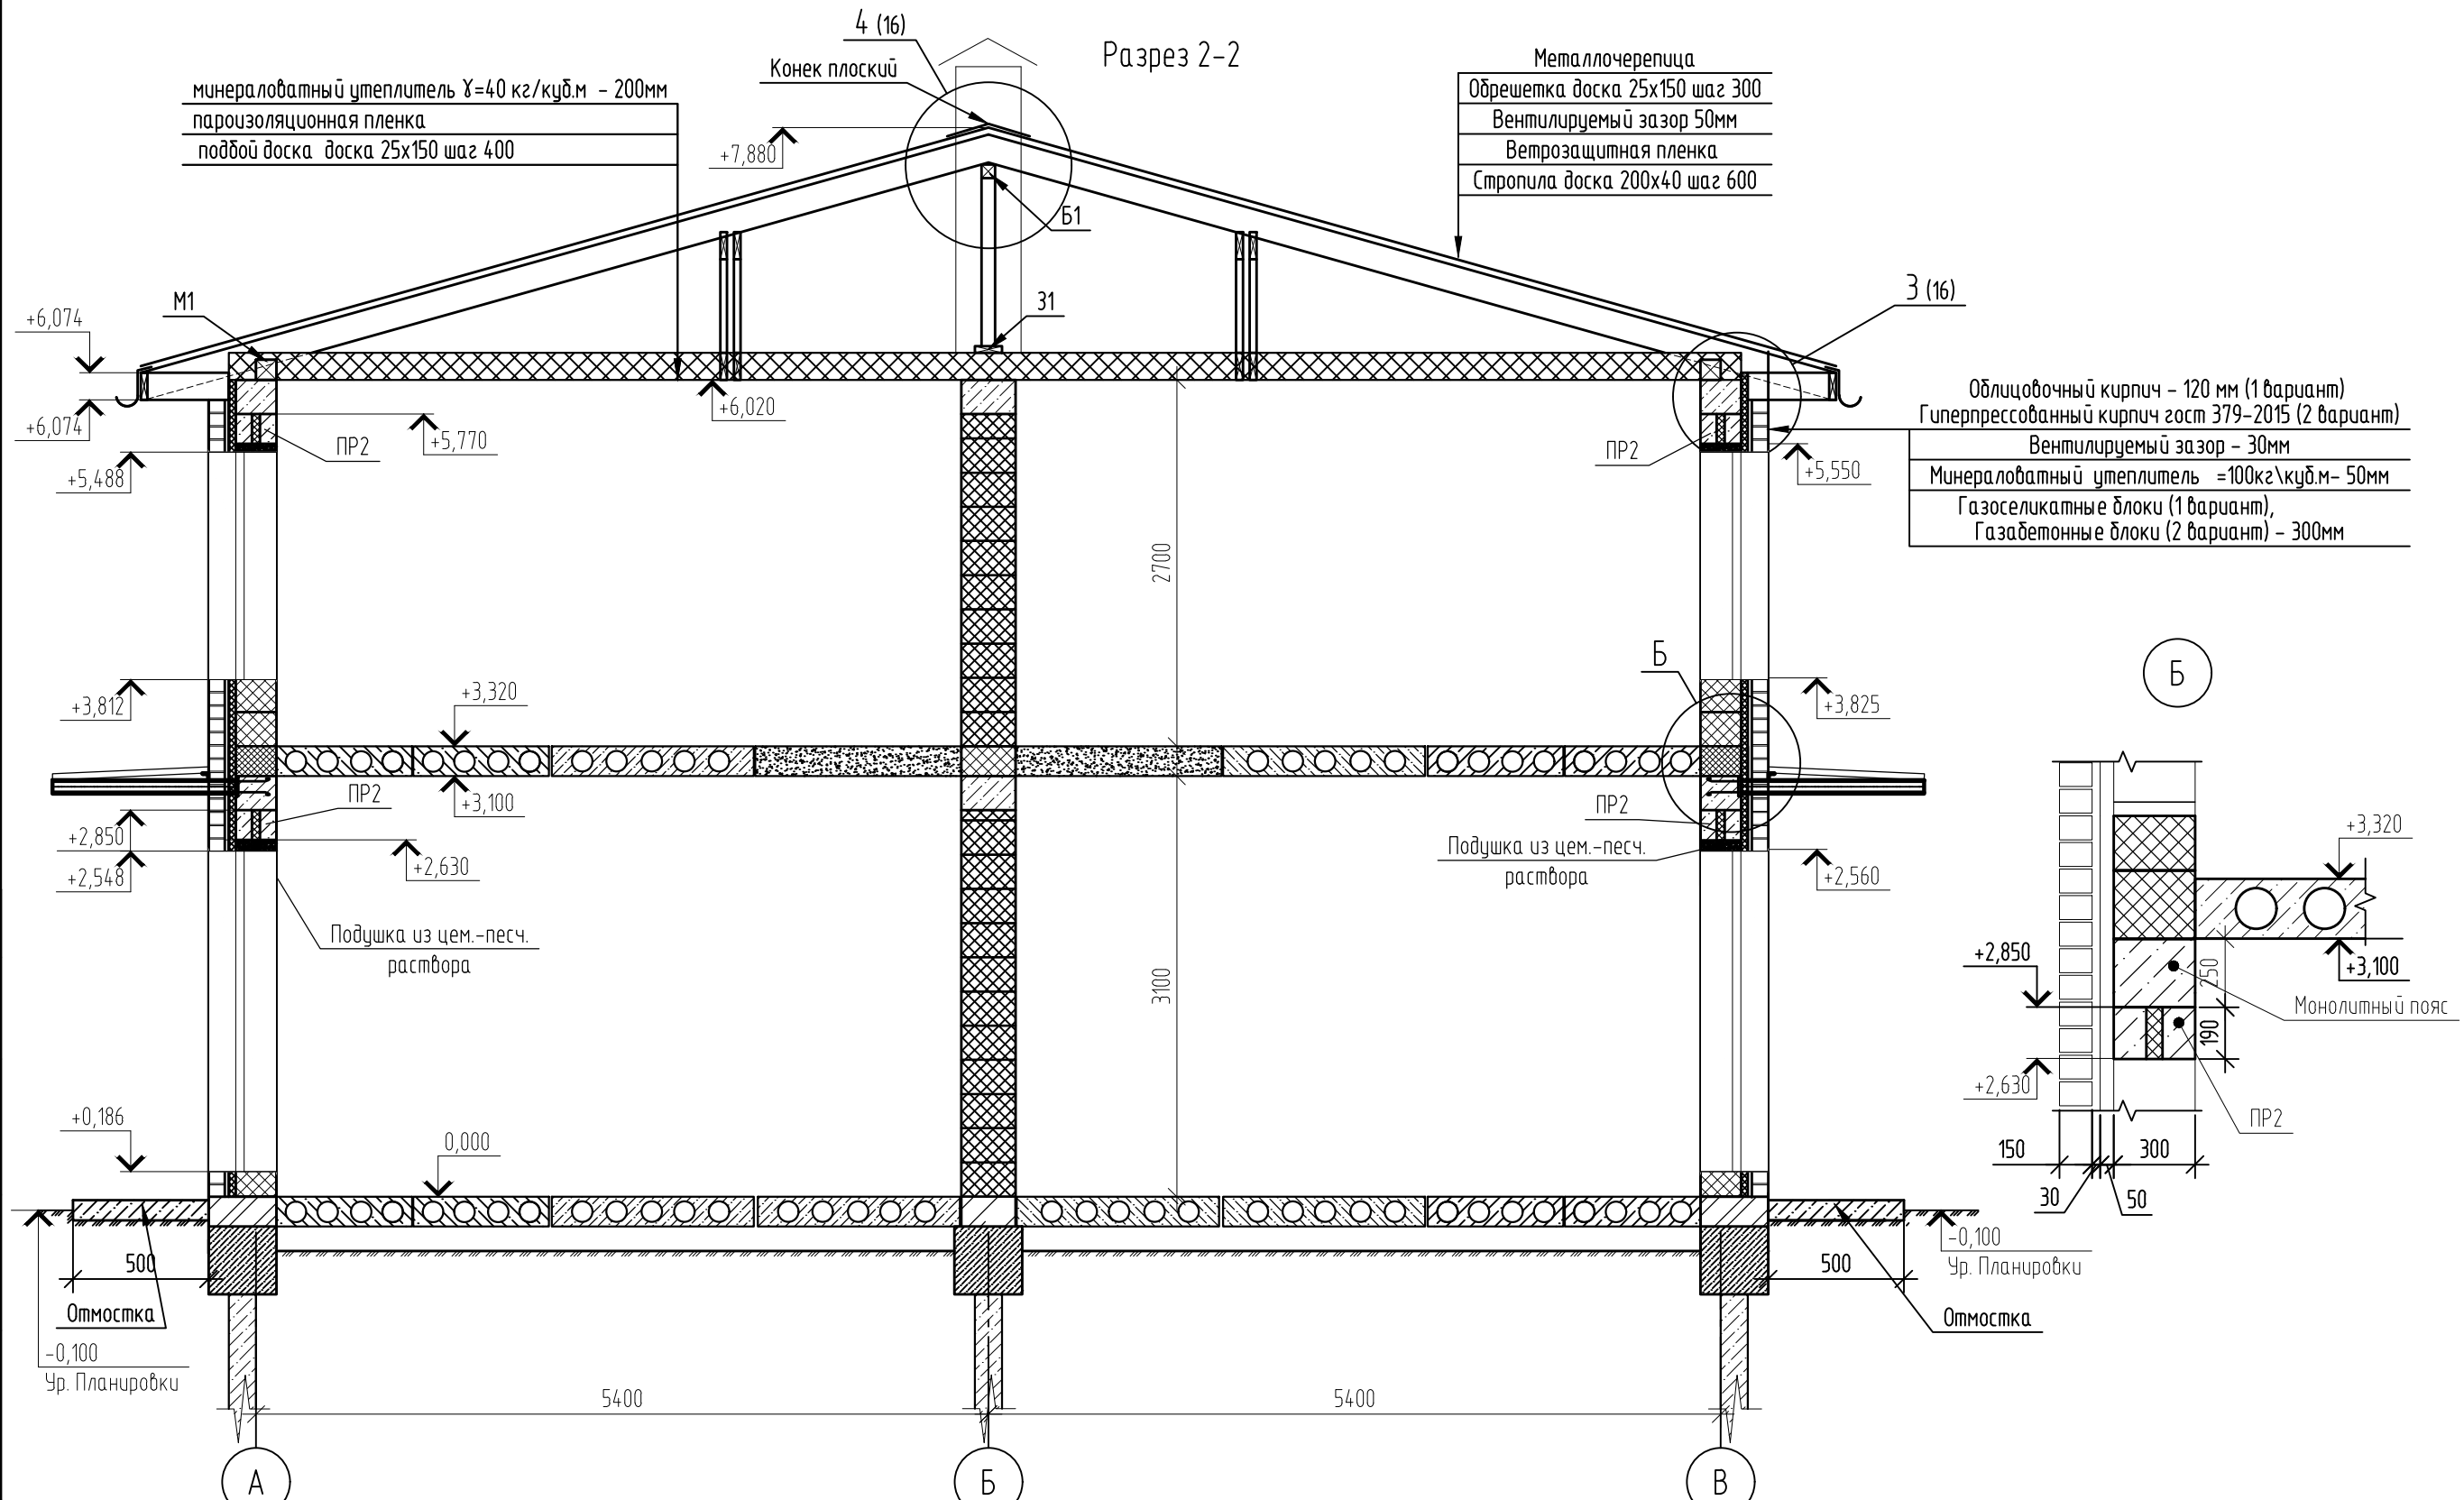 4 (16)
Разрез 2-2
Конек плоский
Металлочерепица
Обрешетка доска 25х150 шаг 300
Вентилируемый зазор 50мм
Ветрозащитная пленка
Стропила доска 200х40 шаг 600
минераловатный утеплитель ɣ=40 кг/куб.м - 200мм
пароизоляционная пленка
подбой доска доска 25х150 шаг 400
+7,880
Б1
М1
З1
3 (16)
+6,074
+6,074
+6,020
+5,770
ПР2
+5,488
ПР2
+5,550
Облицовочный кирпич - 120 мм (1 вариант)
Гиперпрессованный кирпич гост 379-2015 (2 вариант)
Вентилируемый зазор - 30мм
Минераловатный утеплитель =100кг\куб.м- 50мм
Газоселикатные блоки (1 вариант),
Газабетонные блоки (2 вариант) - 300мм
2700
Б
Б
+3,812
+3,320
+3,825
+3,100
ПР2
ПР2
+2,850
+2,548
+2,630
Подушка из цем.-песч.
раствора
+2,560
Подушка из цем.-песч.
раствора
3100
+3,320
+2,850
250
+3,100
Монолитный пояс
190
+2,630
ПР2
150
300
30
50
+0,186
0,000
500
Отмостка
-0,100
Ур. Планировки
500
-0,100
Ур. Планировки
Отмостка
5400
5400
А
Б
В